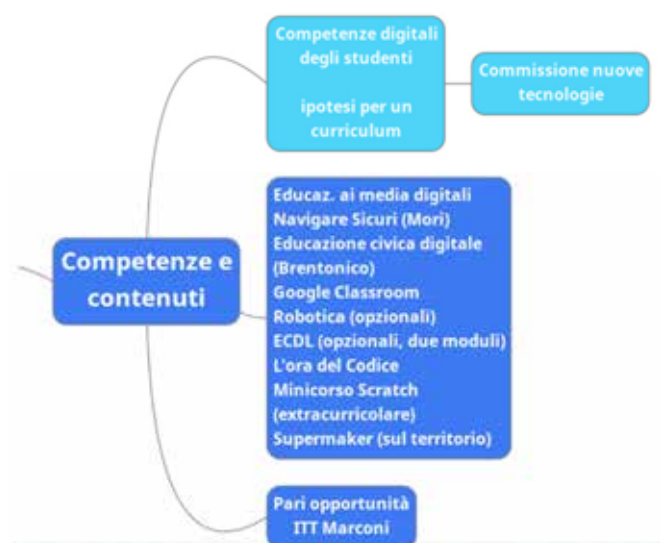 Competenze digitali
degli studenti
ipotesi per un
curriculum
Commissione nuove
tecnologie
Competenze e
contenuti
Educaz. ai media digitali
Navigare Sicuri (Mori)
Educazione civica digitale
(Brentonico)
Google Classroom
Robotica (opzionali)
ECDL (opzionali, due moduli)
L'ora del Codice
Minicorso Scratch
(extracurricolare)
Supermaker (sul territorio)
Pari opportunità
ITT Marconi